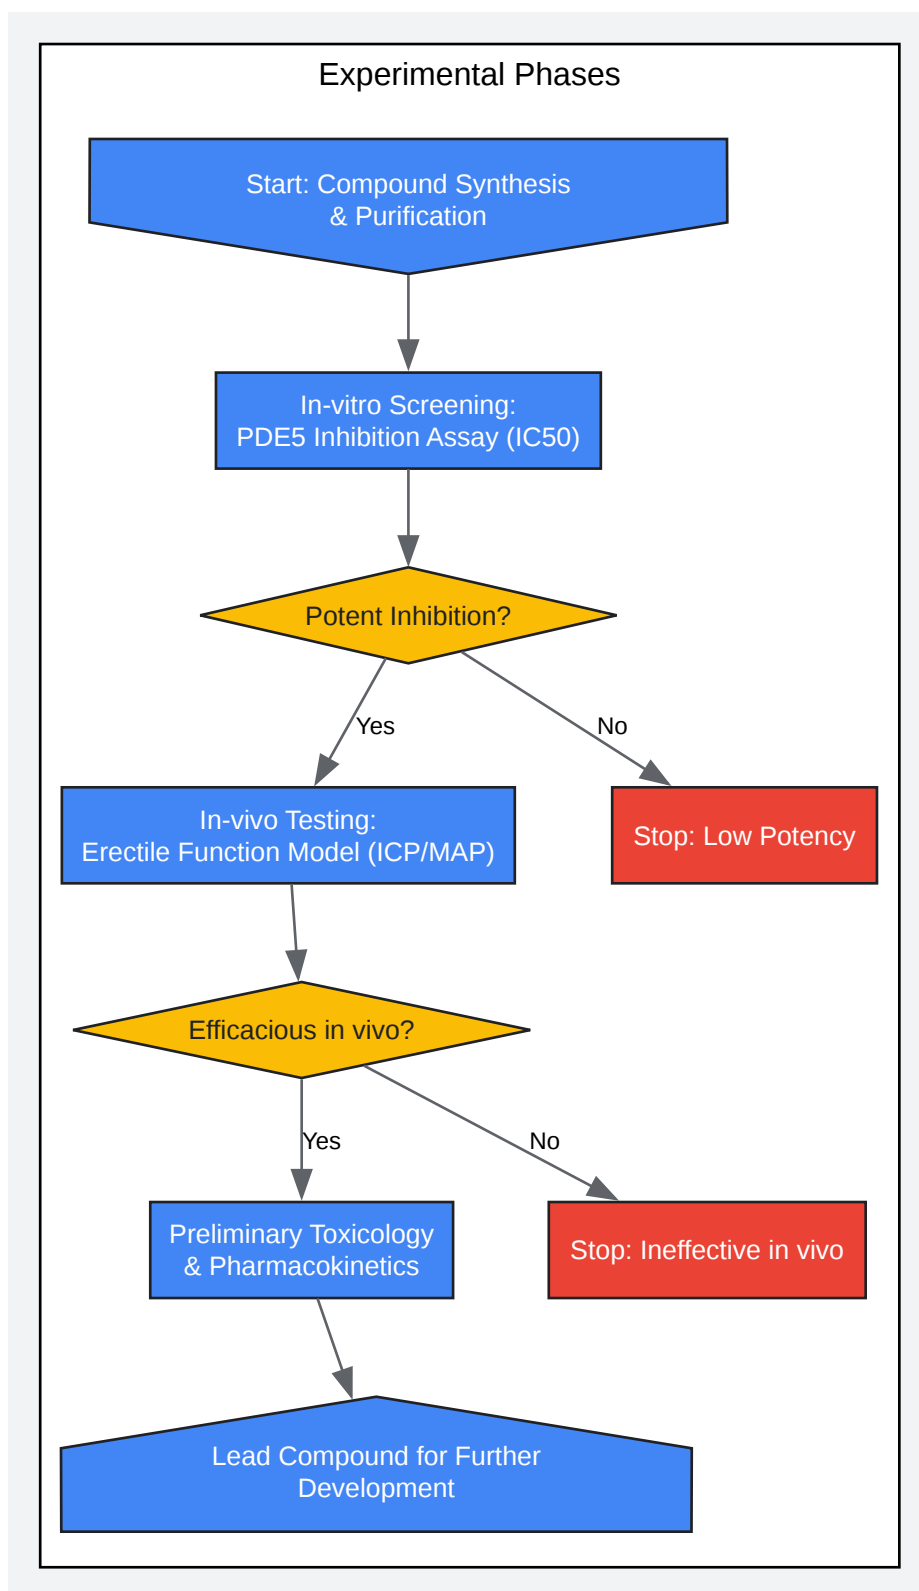 Experimental Phases
Start: Compound Synthesis
& Purification
In-vitro Screening:
PDE5 Inhibition Assay (IC50)
Potent Inhibition?
Yes
No
In-vivo Testing:
Erectile Function Model (ICP/MAP)
Stop: Low Potency
Efficacious in vivo?
Yes
No
Preliminary Toxicology
& Pharmacokinetics
Stop: Ineffective in vivo
Lead Compound for Further
Development